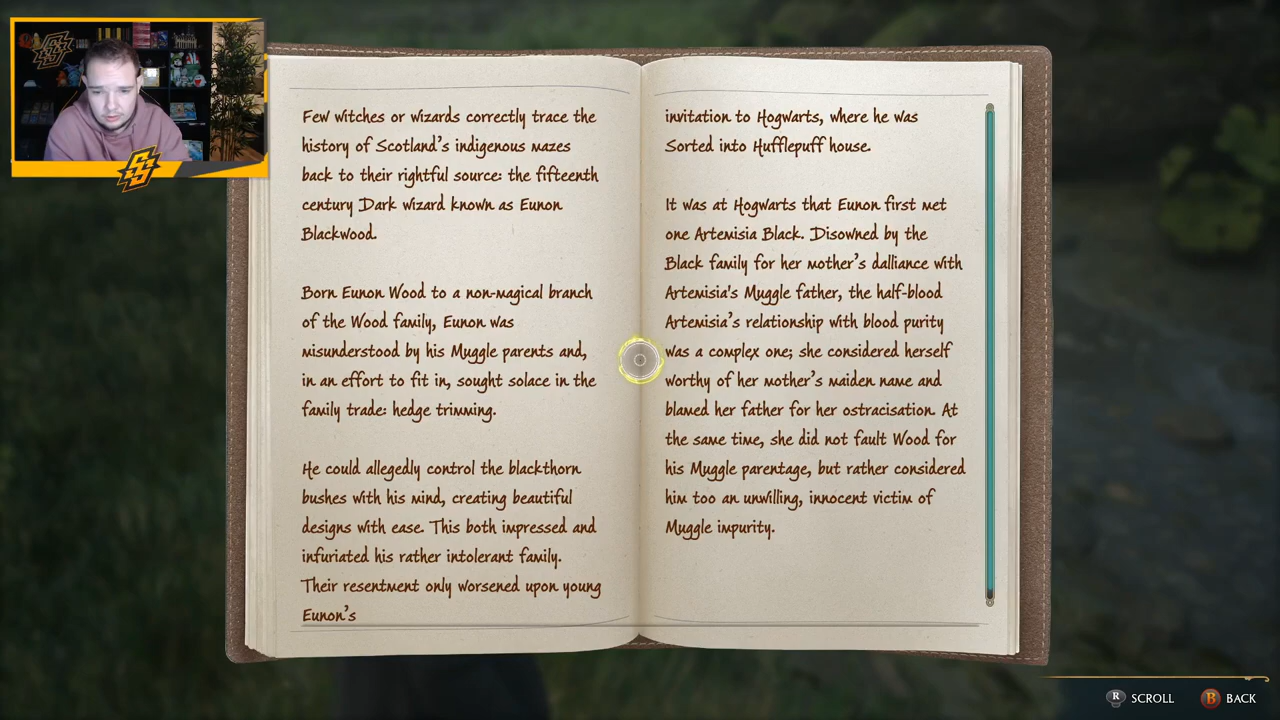 Few witches or wizards correctly trace the
history of Scotland's indigenous mazes
back to their rightful source: the fifteenth
century Dark wizard known as Eunon
Blackwood.
Born Eunon Wood to a non-magical branch
of the Wood family, Eunon was
misunderstood by his Muggle parents and,
in an effort to fit in, sought solace in the
family trade: hedge trimming.
He could allegedly control the blackthorn
bushes with his mind, creating beautiful
designs with ease. This both impressed and
infuriated his rather intolerant family.
Their resentment only worsened upon young
Eunon's
invitation to Hogwarts, where he was
Sorted into Hufflepuff house.
It was at Hogwarts that Eunon first met
one Artemisia Black. Disowned by the
Black family for her mother's dalliance with
Artemisia's Muggle father, the half-blood
Artemisia's relationship with blood purity
was a complex one; she considered herself
worthy of her mother's maiden name and
blamed her father for her ostracisation. At
the same time, she did not fault Wood for
his Muggle parentage, but rather considered
him too an unwilling, innocent victim of
Muggle impurity.
R SCROLL
B BACK